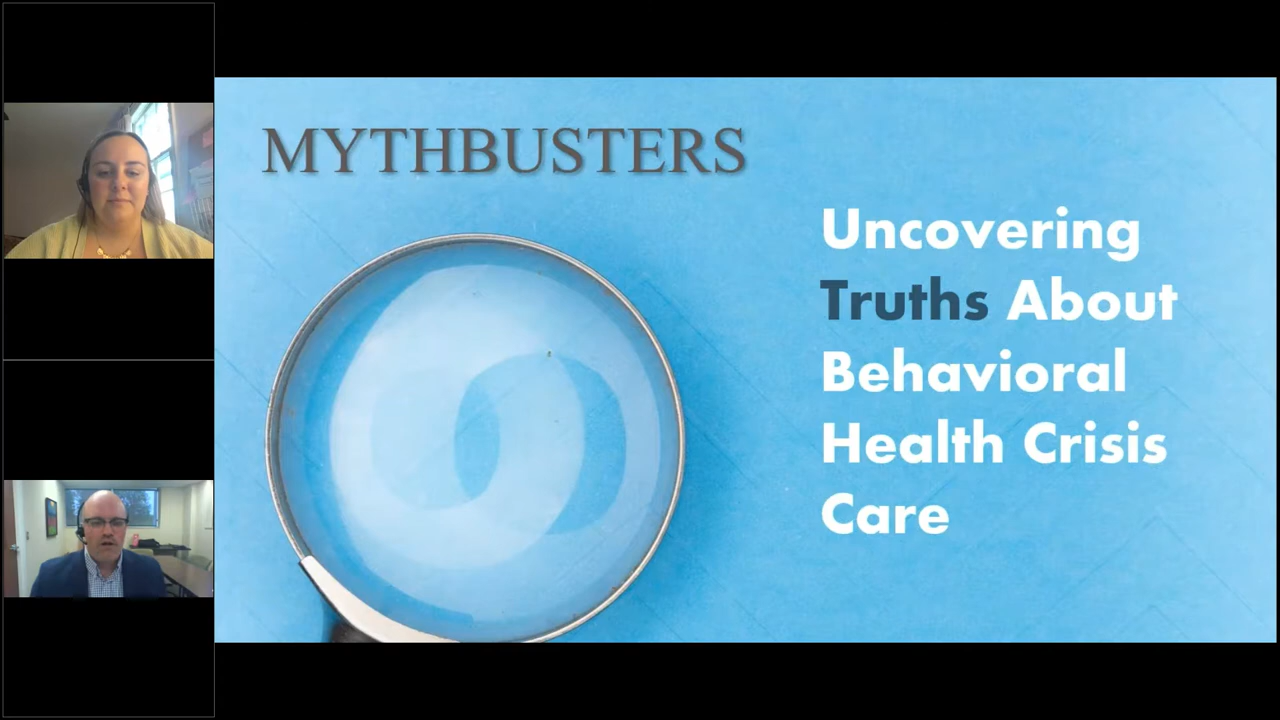 MYTHBUSTERS
Uncovering
Truths About
Behavioral
Health Crisis
Care